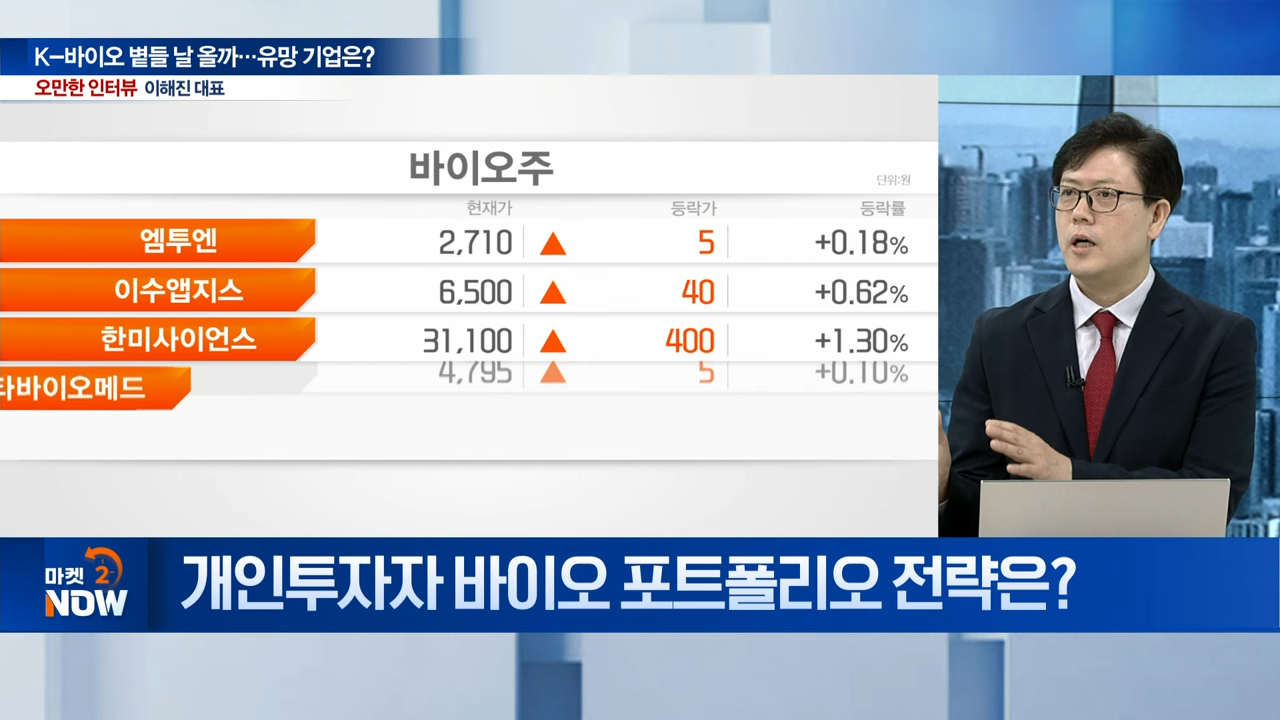 K-바이오 볕들 날 올까…유망 기업은?
오만한 인터뷰 이해진 대표
바이오주
단위:원
현재가 등락가 등락률
엠투엔 2,710 ▲ 5 +0.18%
이수앱지스 6,500 ▲ 40 +0.62%
한미사이언스 31,100 ▲ 400 +1.30%
타바이오메드 4,795 ▲ 5 +0.10%
마켓 2
NOW
개인투자자 바이오 포트폴리오 전략은?